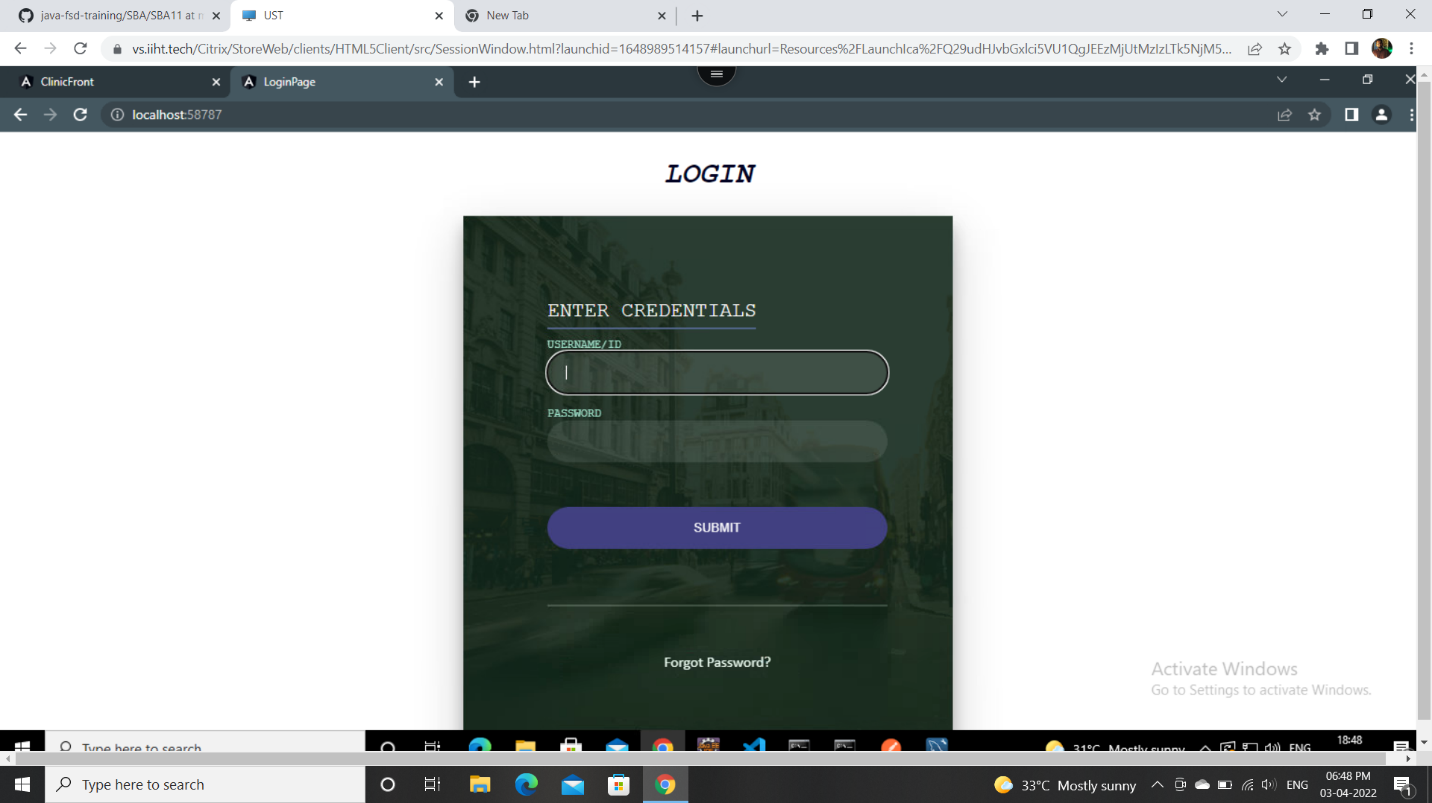 java-fsd-training/SBA/SBA11 at m
UST
New Tab
vs.iiht.tech/Citrix/StoreWeb/clients/HTML5Client/src/SessionWindow.html?launchid=1648989514157#launchurl=Resources%2FLaunchIca%2FQ29udHJvbGxlci5VU1QgJEEzMjUtMzIzLTk5NjM5...
ClinicFront
LoginPage
localhost:58787
LOGIN
ENTER CREDENTIALS
USERNAME/ID
PASSWORD
SUBMIT
Forgot Password?
Activate Windows
Go to Settings to activate Windows.
Type here to search
31°C Mostly sunny
ENG
18:48
Type here to search
33°C Mostly sunny
ENG
06:48 PM
03-04-2022
1